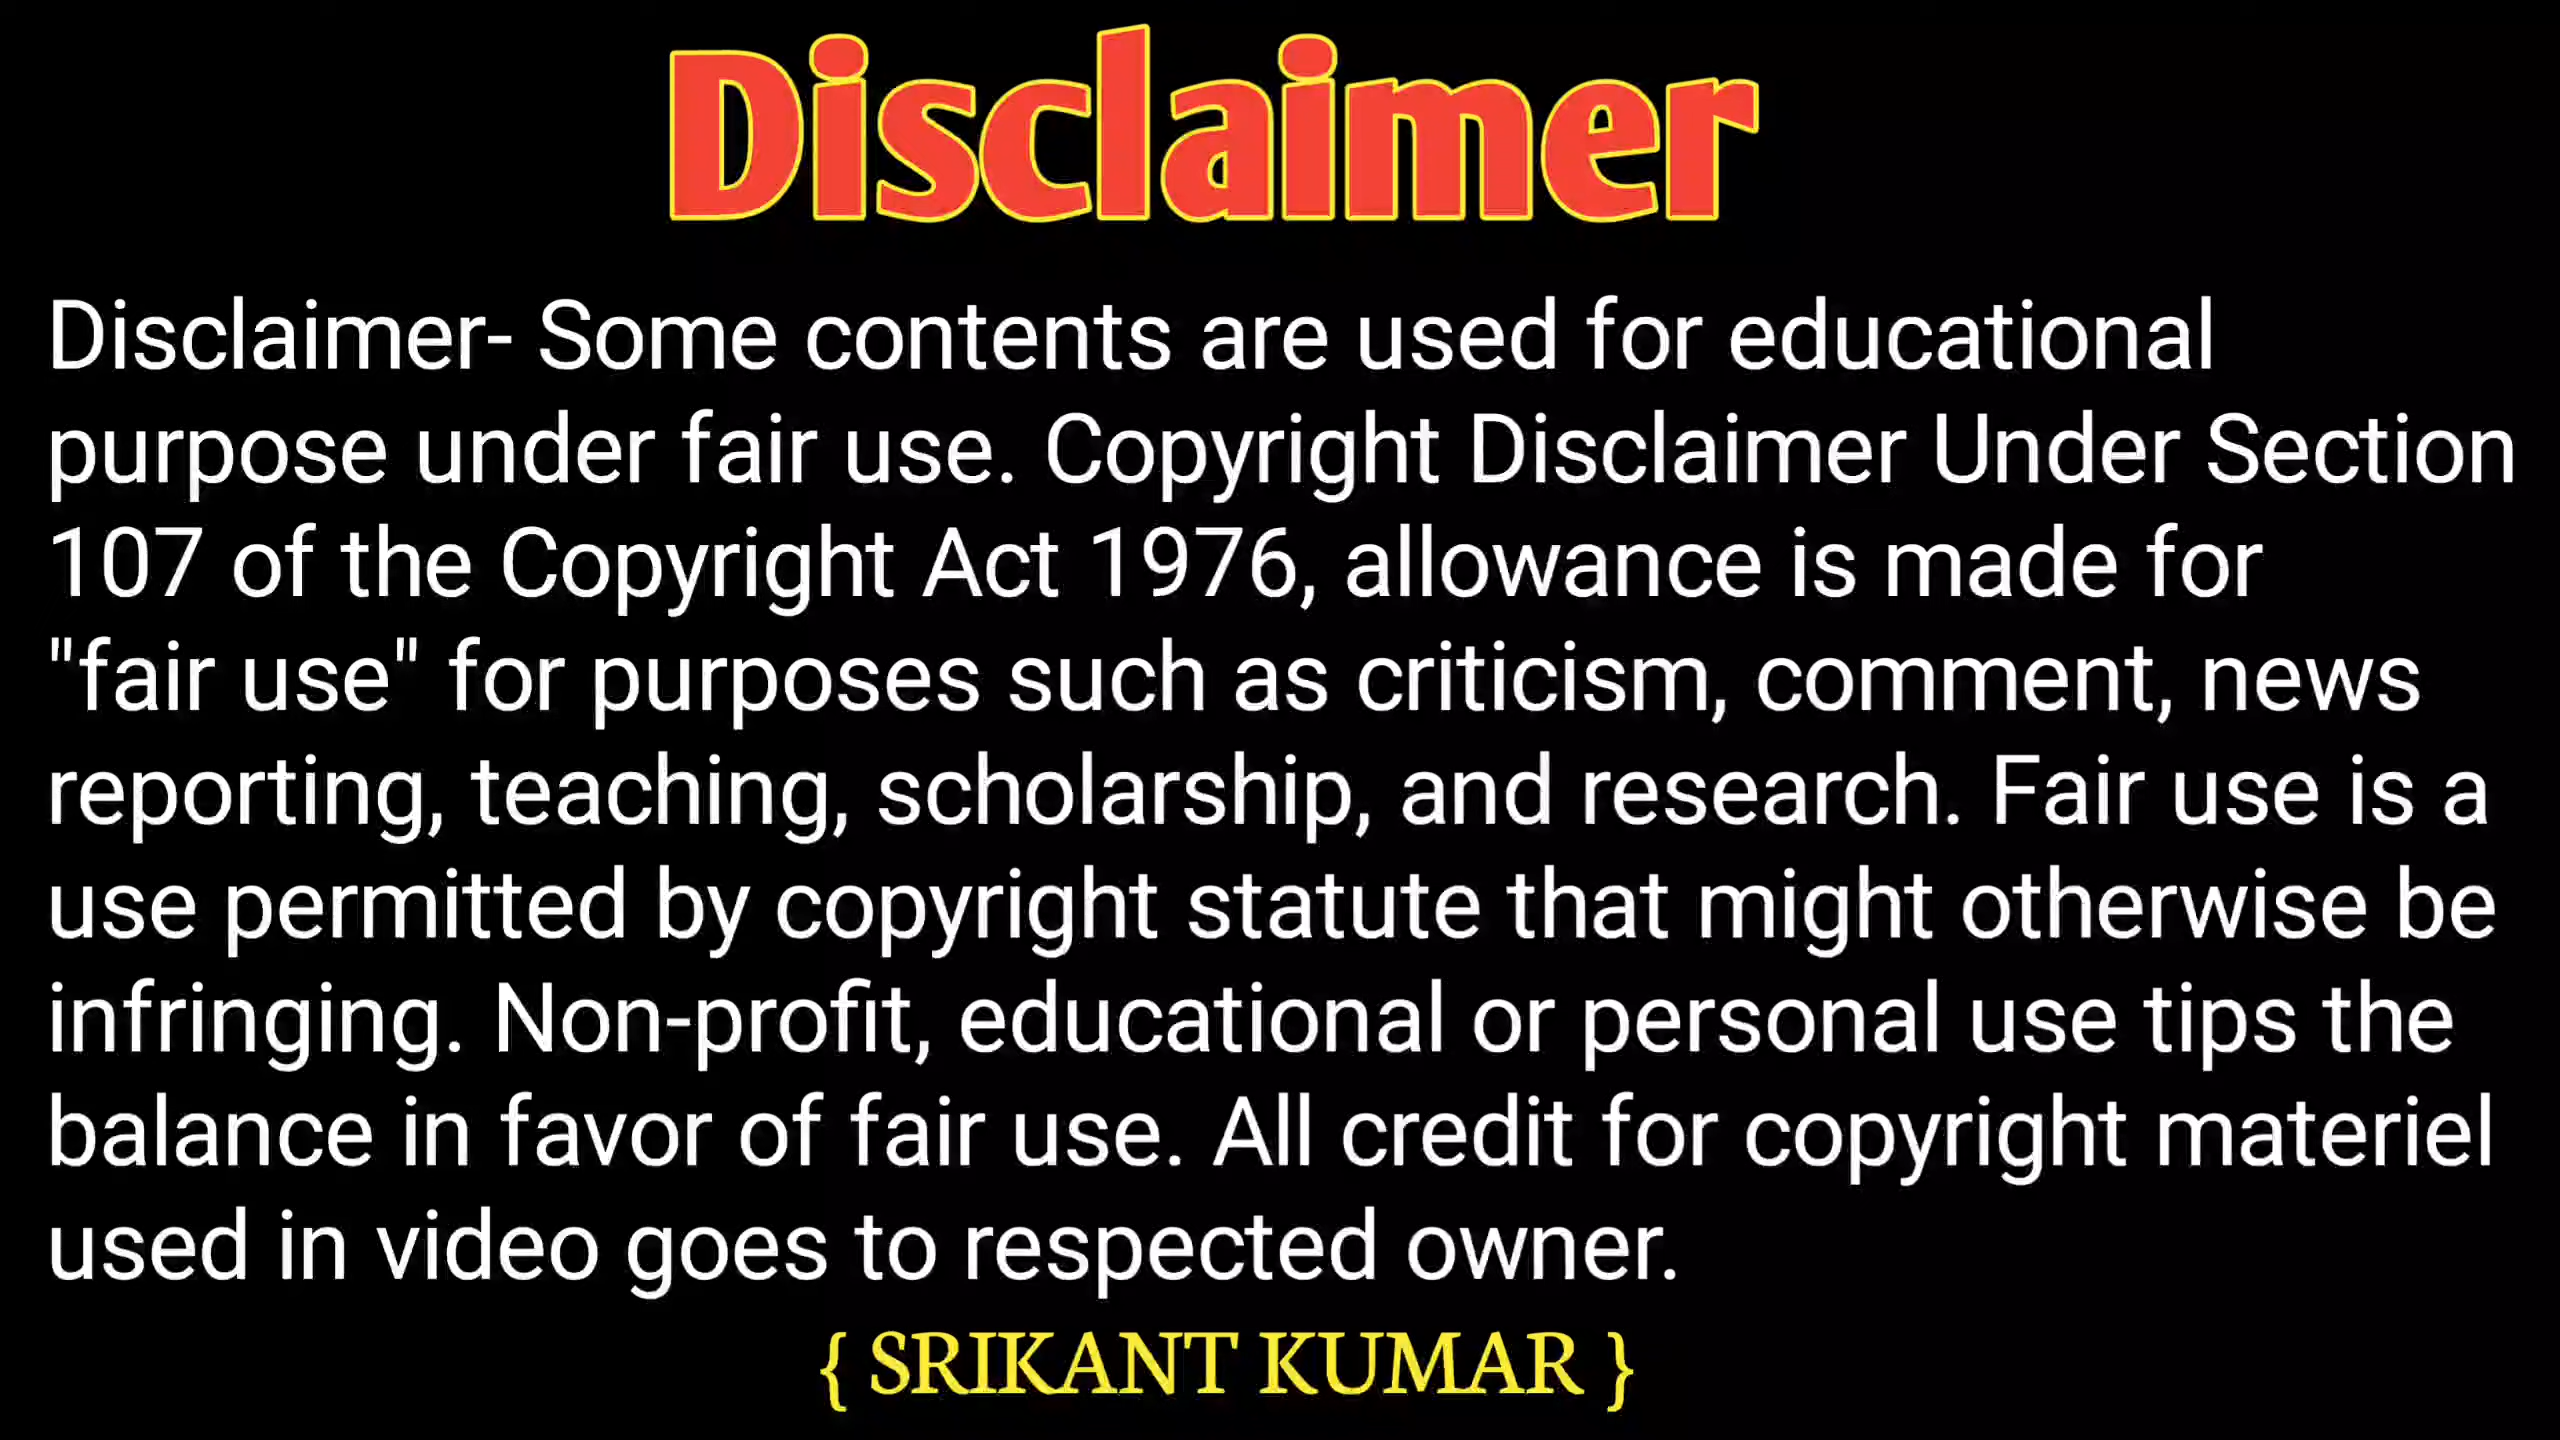 Disclaimer
Disclaimer- Some contents are used for educational
purpose under fair use. Copyright Disclaimer Under Section
107 of the Copyright Act 1976, allowance is made for
"fair use" for purposes such as criticism, comment, news
reporting, teaching, scholarship, and research. Fair use is a
use permitted by copyright statute that might otherwise be
infringing. Non-profit, educational or personal use tips the
balance in favor of fair use. All credit for copyright materiel
used in video goes to respected owner.
{ SRIKANT KUMAR }